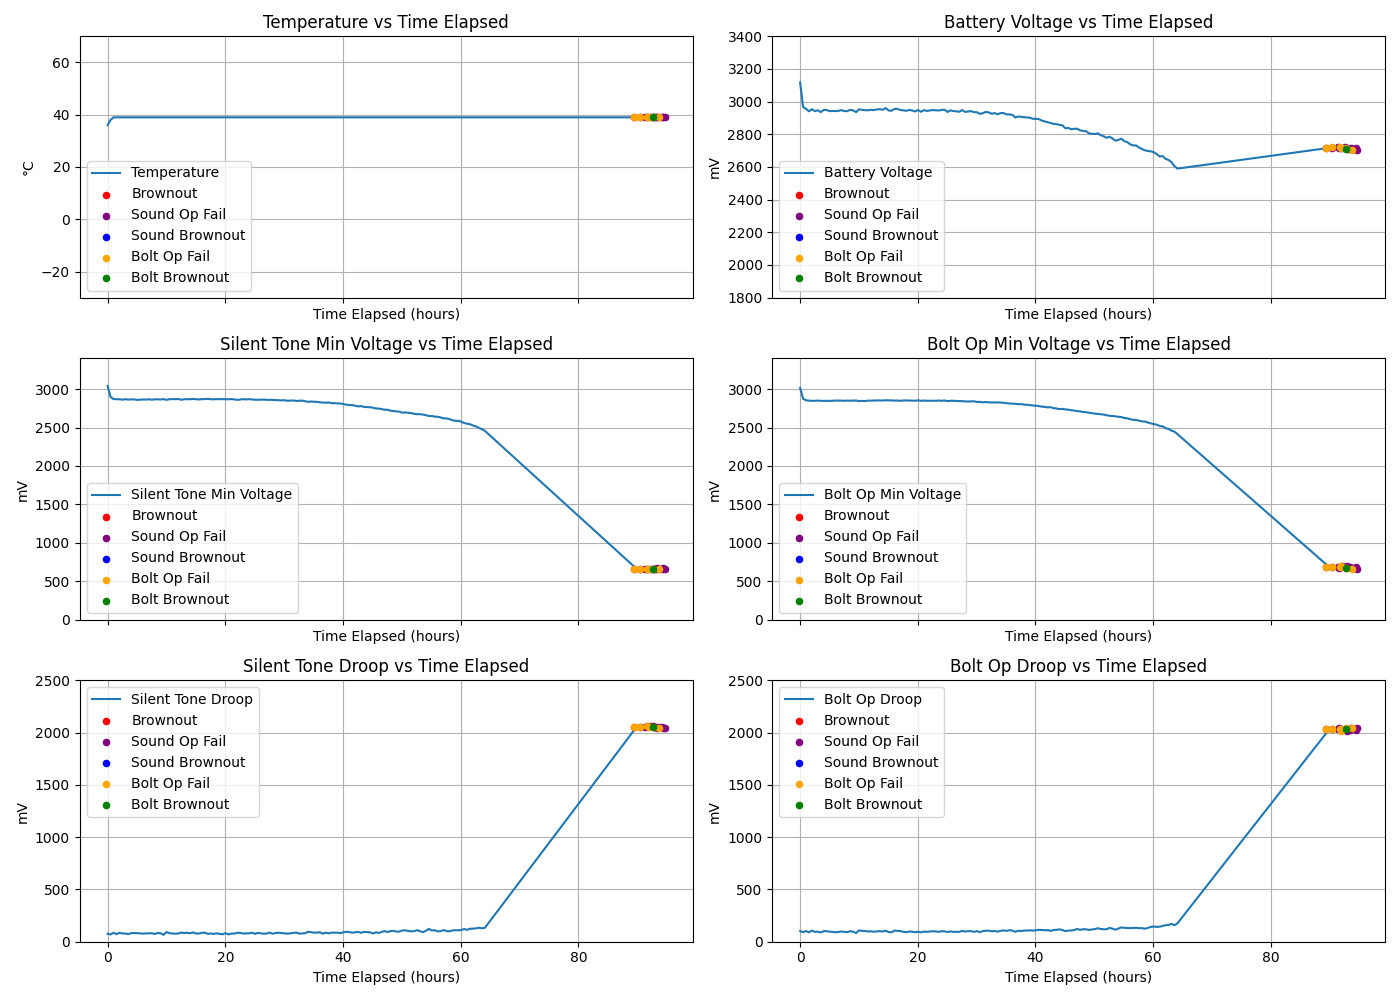 Temperature vs Time Elapsed
60
40
20
0
−20
°C
Temperature
Brownout
Sound Op Fail
Sound Brownout
Bolt Op Fail
Bolt Brownout
Time Elapsed (hours)
Battery Voltage vs Time Elapsed
3400
3200
3000
2800
2600
2400
2200
2000
1800
mV
Battery Voltage
Brownout
Sound Op Fail
Sound Brownout
Bolt Op Fail
Bolt Brownout
Time Elapsed (hours)
Silent Tone Min Voltage vs Time Elapsed
3000
2500
2000
1500
1000
500
0
mV
Silent Tone Min Voltage
Brownout
Sound Op Fail
Sound Brownout
Bolt Op Fail
Bolt Brownout
Time Elapsed (hours)
Bolt Op Min Voltage vs Time Elapsed
3000
2500
2000
1500
1000
500
0
mV
Bolt Op Min Voltage
Brownout
Sound Op Fail
Sound Brownout
Bolt Op Fail
Bolt Brownout
Time Elapsed (hours)
Silent Tone Droop vs Time Elapsed
2500
2000
1500
1000
500
0
mV
Silent Tone Droop
Brownout
Sound Op Fail
Sound Brownout
Bolt Op Fail
Bolt Brownout
0 20 40 60 80
Time Elapsed (hours)
Bolt Op Droop vs Time Elapsed
2500
2000
1500
1000
500
0
mV
Bolt Op Droop
Brownout
Sound Op Fail
Sound Brownout
Bolt Op Fail
Bolt Brownout
0 20 40 60 80
Time Elapsed (hours)